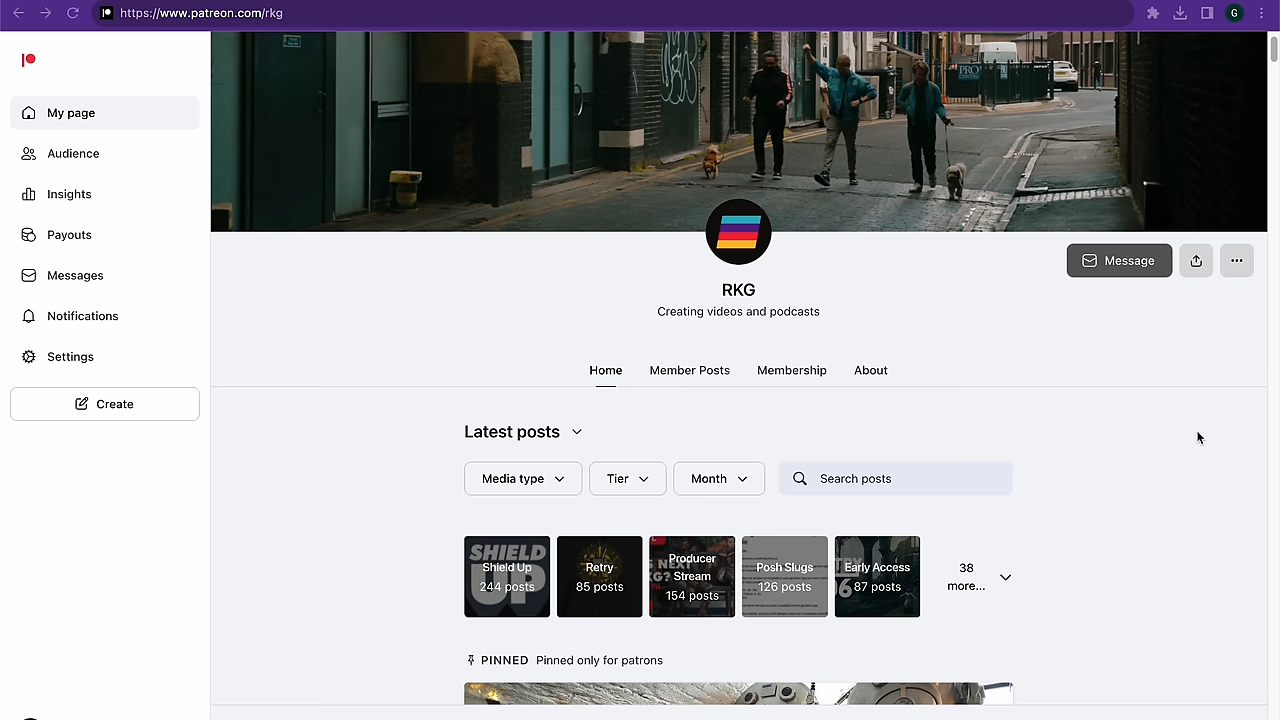 https://www.patreon.com/rkg
G
My page
Audience
Insights
Payouts
Messages
Notifications
Settings
Create
PRO
Message
RKG
Creating videos and podcasts
Home Member Posts Membership About
Latest posts
Media type Tier Month Search posts
SHIELD UP
Shield Up
244 posts
Retry
85 posts
Producer Stream
154 posts
Posh Slugs
126 posts
Early Access
87 posts
38 more...
PINNED Pinned only for patrons